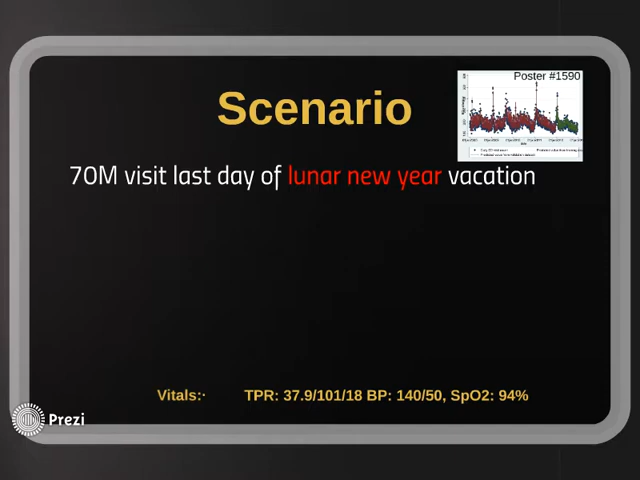 Poster #1590
Scenario
70M visit last day of lunar new year vacation
Vitals:· TPR: 37.9/101/18 BP: 140/50, SpO2: 94%
Prezi